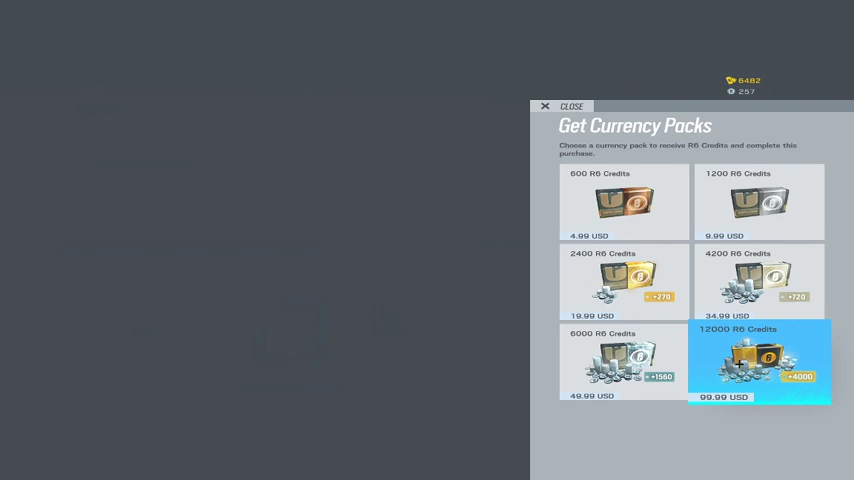 6482
257
CLOSE
Get Currency Packs
Choose a currency pack to receive R6 Credits and complete this
purchase.
600 R6 Credits
4.99 USD
1200 R6 Credits
9.99 USD
2400 R6 Credits
+270
19.99 USD
4200 R6 Credits
+720
34.99 USD
6000 R6 Credits
+1560
49.99 USD
12000 R6 Credits
+4000
99.99 USD